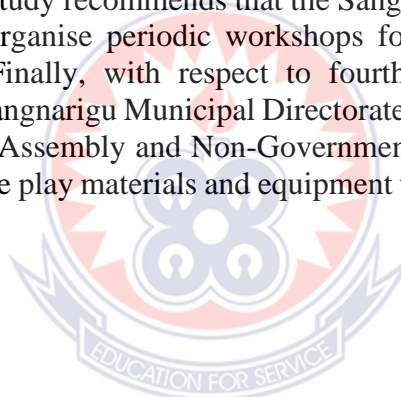 study recommends that the Sang
rganise periodic workshops fo
Finally, with respect to fourth
angnarigu Municipal Directorate
Assembly and Non-Governmen
e play materials and equipment
EDUCATION FOR SERVICE